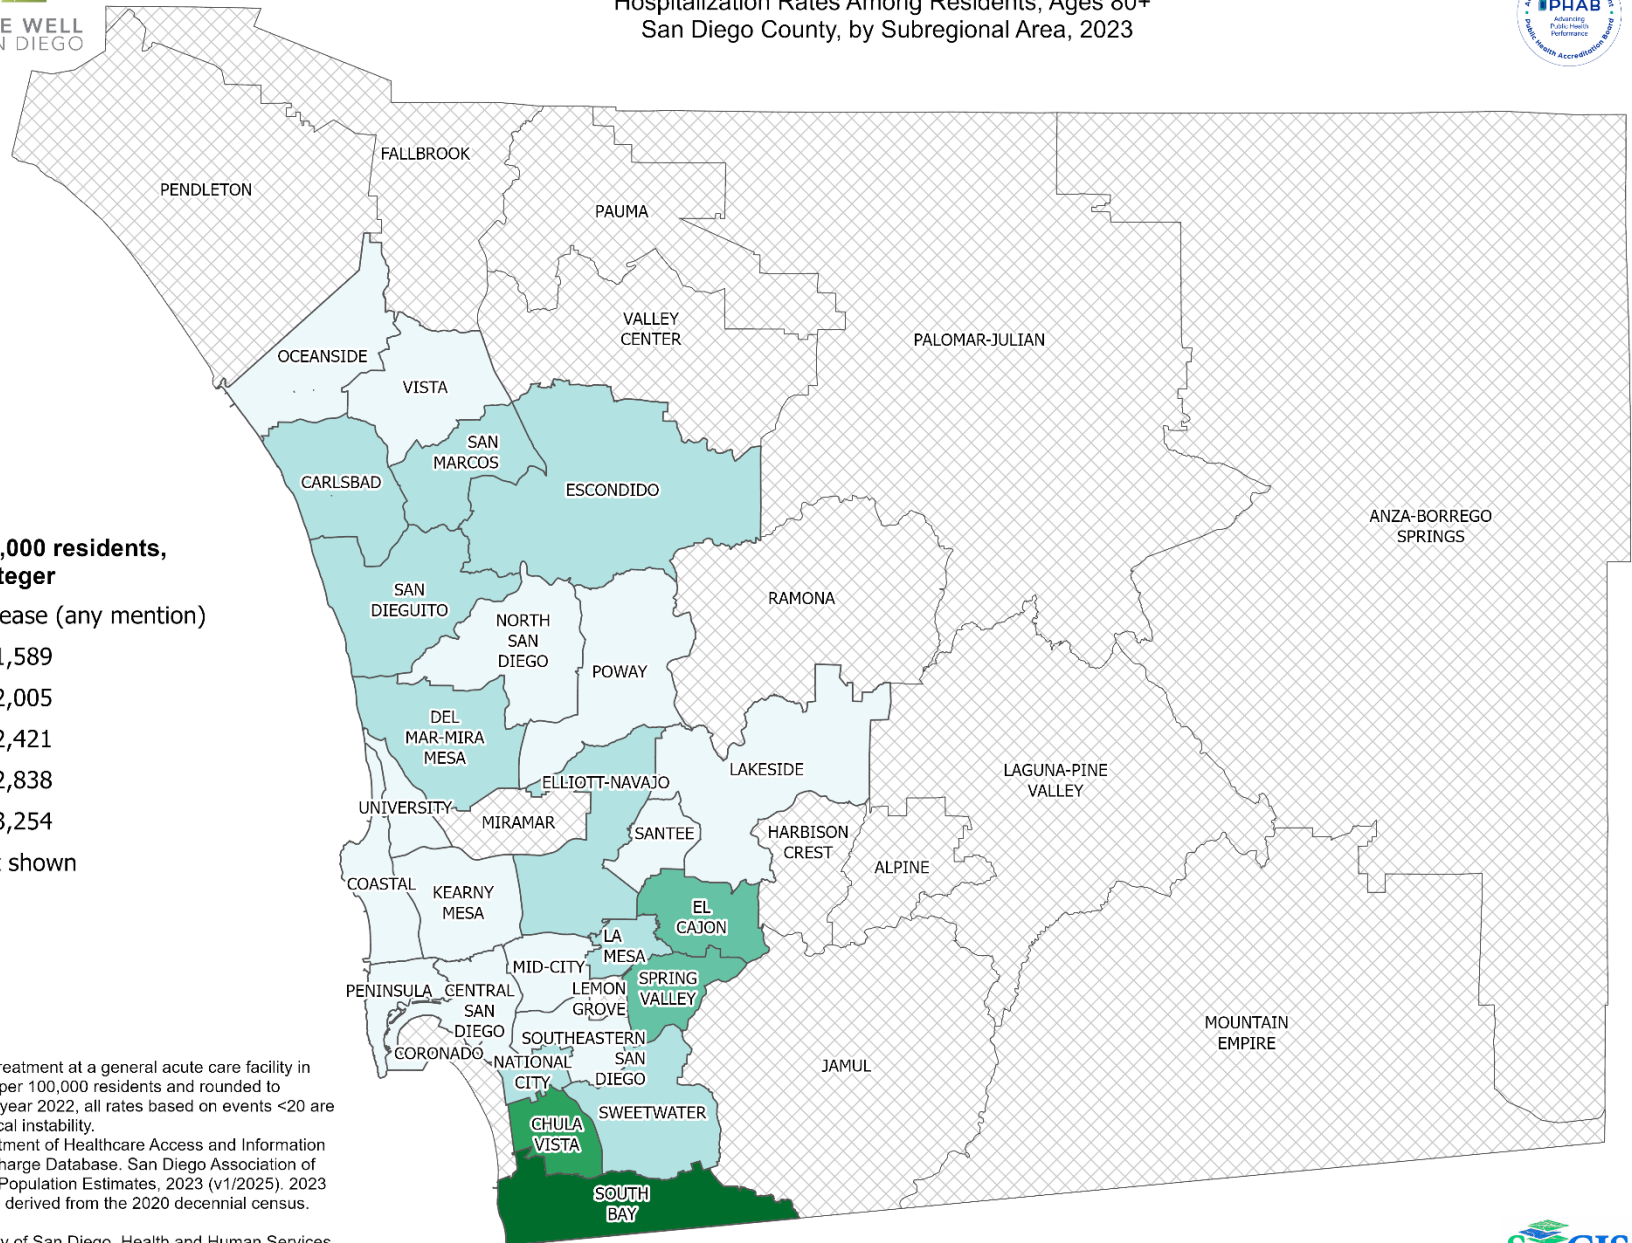 E WELL
N DIEGO
Hospitalization Rates Among Residents, Ages 80+
San Diego County, by Subregional Area, 2023
PHAB
Advancing
Public Health
Performance
Public Health Accreditation Board
FALLBROOK
PENDLETON
PAUMA
VALLEY
CENTER
PALOMAR-JULIAN
OCEANSIDE
VISTA
SAN
MARCOS
CARLSBAD
ESCONDIDO
ANZA-BORREGO
SPRINGS
,000 residents,
teger
ease (any mention)
1,589
2,005
2,421
2,838
3,254
t shown
SAN
DIEGUITO
NORTH
SAN
DIEGO
POWAY
RAMONA
DEL
MAR-MIRA
MESA
ELLIOTT-NAVAJO
LAKESIDE
LAGUNA-PINE
VALLEY
UNIVERSITY
MIRAMAR
SANTEE
HARBISON
CREST
ALPINE
COASTAL
KEARNY
MESA
EL
CAJON
LA
MESA
MID-CITY
SPRING
VALLEY
PENINSULA
CENTRAL
SAN
DIEGO
LEMON
GROVE
CORONADO
SOUTHEASTERN
SAN
DIEGO
NATIONAL
CITY
SWEETWATER
JAMUL
MOUNTAIN
EMPIRE
CHULA
VISTA
SOUTH
BAY
reatment at a general acute care facility in
per 100,000 residents and rounded to
year 2022, all rates based on events <20 are
cal instability.
tment of Healthcare Access and Information
harge Database. San Diego Association of
Population Estimates, 2023 (v1/2025). 2023
derived from the 2020 decennial census.
y of San Diego, Health and Human Services